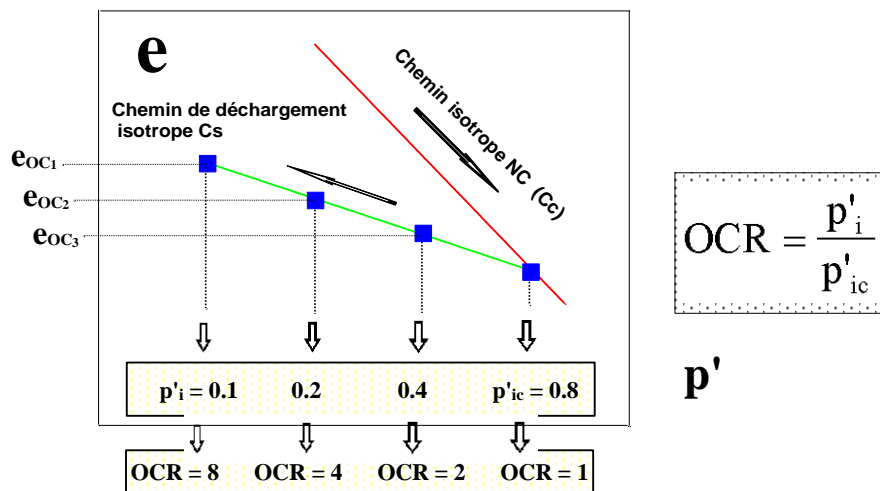 e
Chemin isotrope NC (Cc)
Chemin de déchargement
isotrope Cs
eOC1
eOC2
eOC3
OCR = p'i / p'ic
p'i = 0.1 0.2 0.4 p'ic = 0.8
p'
OCR = 8 OCR = 4 OCR = 2 OCR = 1